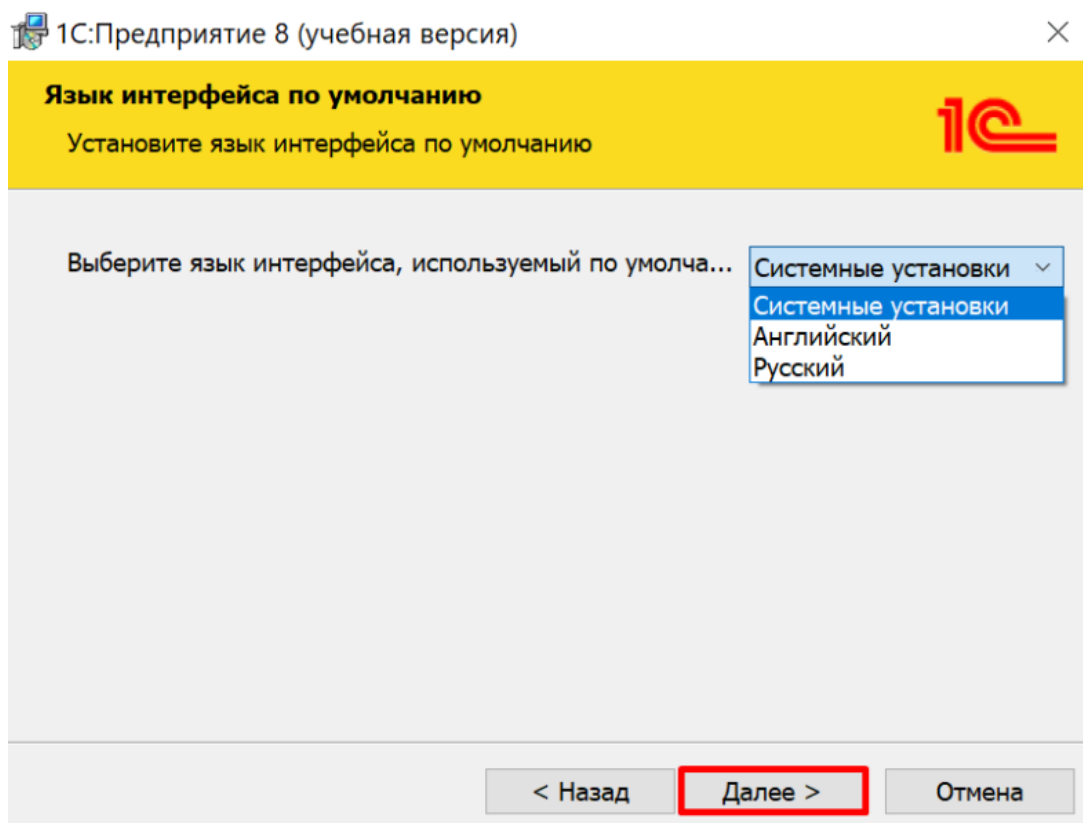 1С:Предприятие 8 (учебная версия)
Язык интерфейса по умолчанию
Установите язык интерфейса по умолчанию
1С
Выберите язык интерфейса, используемый по умолча... Системные установки
Системные установки
Английский
Русский
< Назад Далее > Отмена